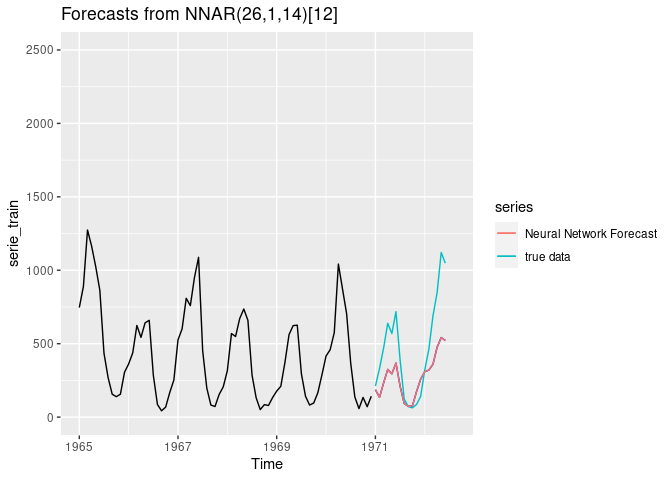 Forecasts from NNAR(26,1,14)[12]
2500
2000
1500
1000
500
0
serie_train
1965
1967
1969
1971
Time
series
Neural Network Forecast
true data